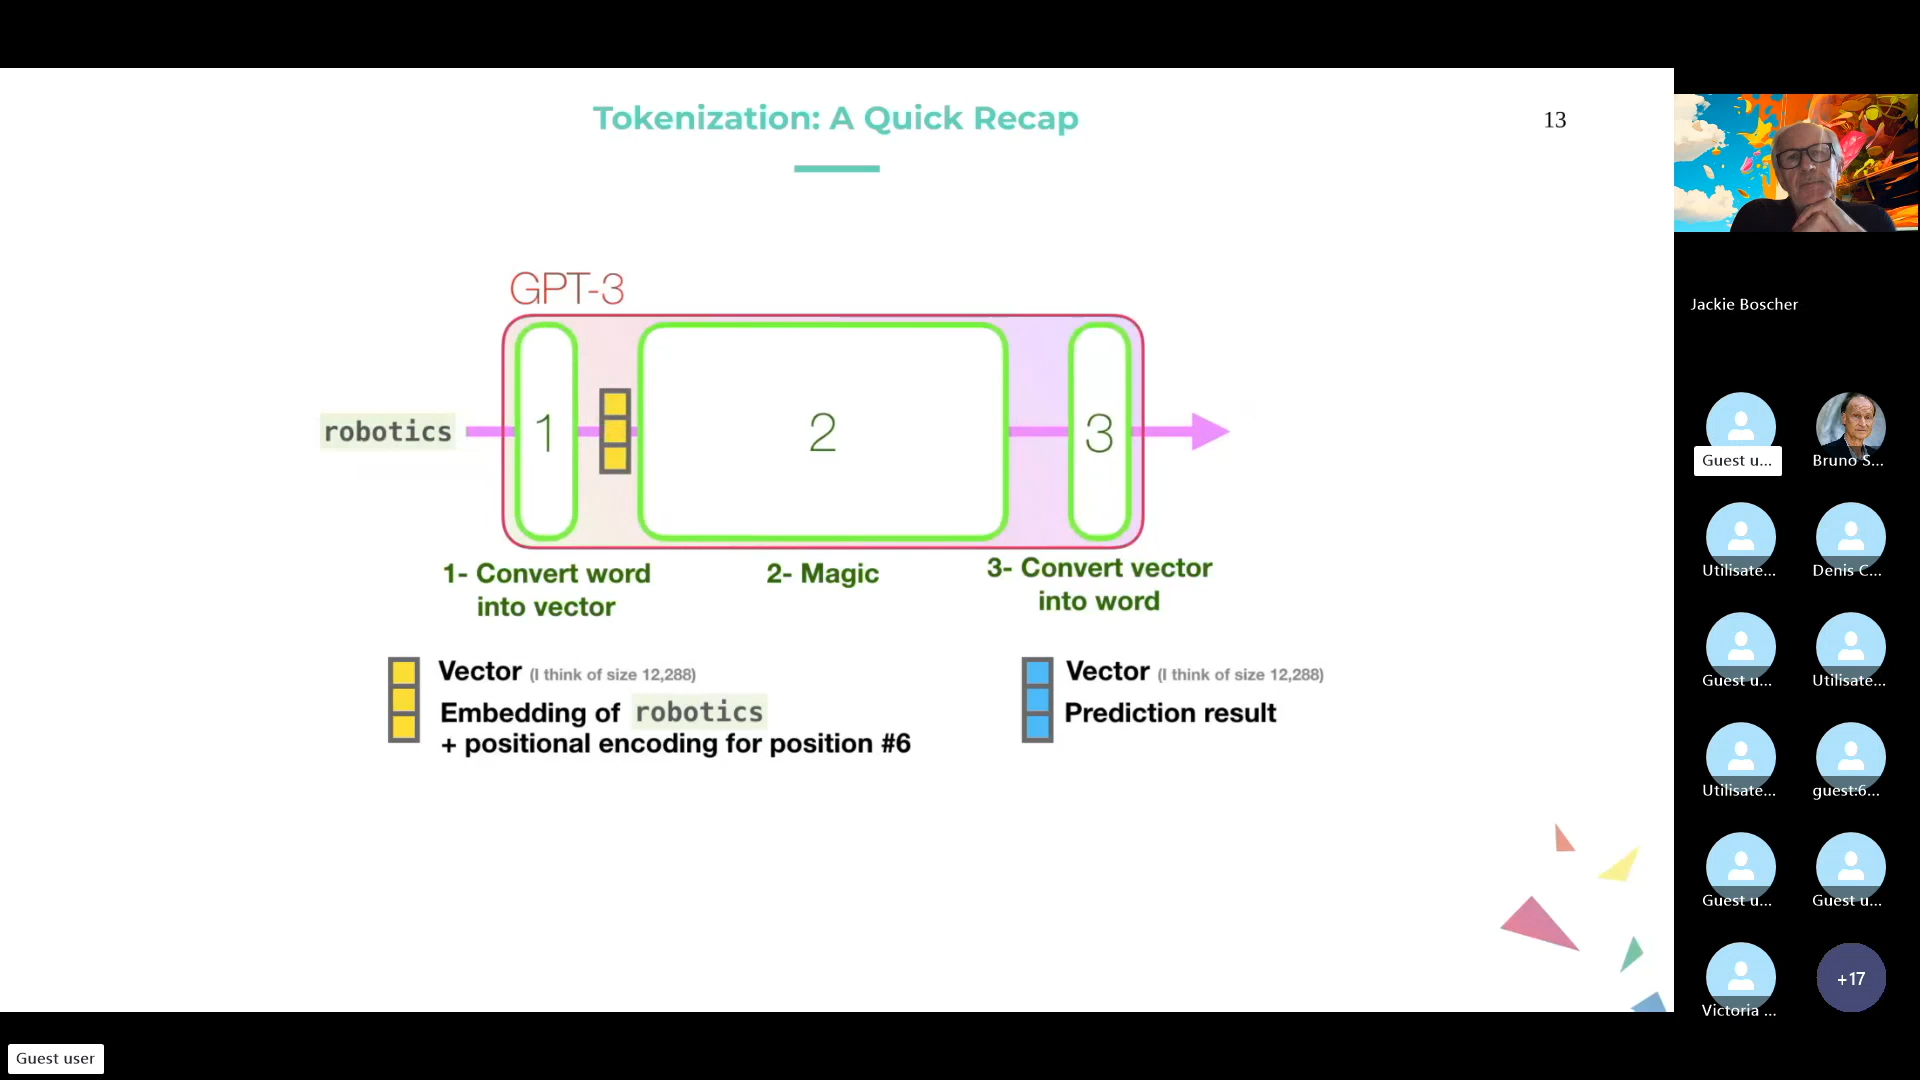 Tokenization: A Quick Recap
13
GPT-3
robotics
1
2
3
1- Convert word
into vector
2- Magic
3- Convert vector
into word
Vector (I think of size 12,288)
Embedding of robotics
+ positional encoding for position #6
Vector (I think of size 12,288)
Prediction result
Jackie Boscher
Guest u...
Bruno S...
Utilisate...
Denis C...
Guest u...
Utilisate...
Utilisate...
guest:6...
Guest u...
Guest u...
Victoria ...
+17
Guest user